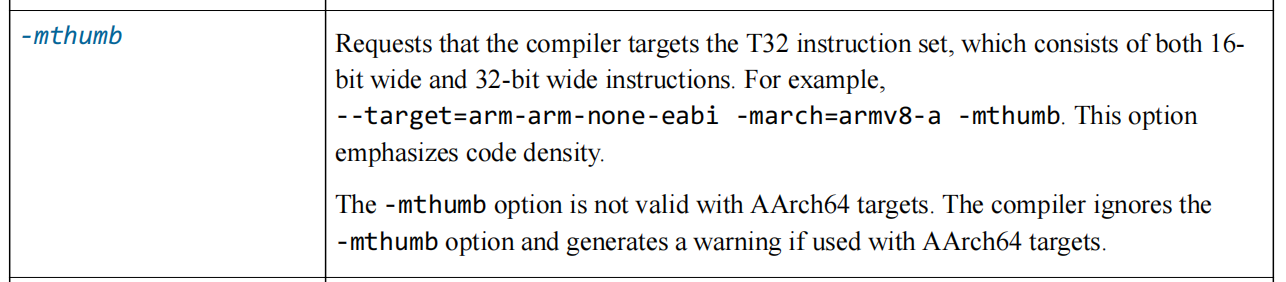 -mthumb
Requests that the compiler targets the T32 instruction set, which consists of both 16-
bit wide and 32-bit wide instructions. For example,
--target=arm-arm-none-eabi -march=armv8-a -mthumb. This option
emphasizes code density.
The -mthumb option is not valid with AArch64 targets. The compiler ignores the
-mthumb option and generates a warning if used with AArch64 targets.